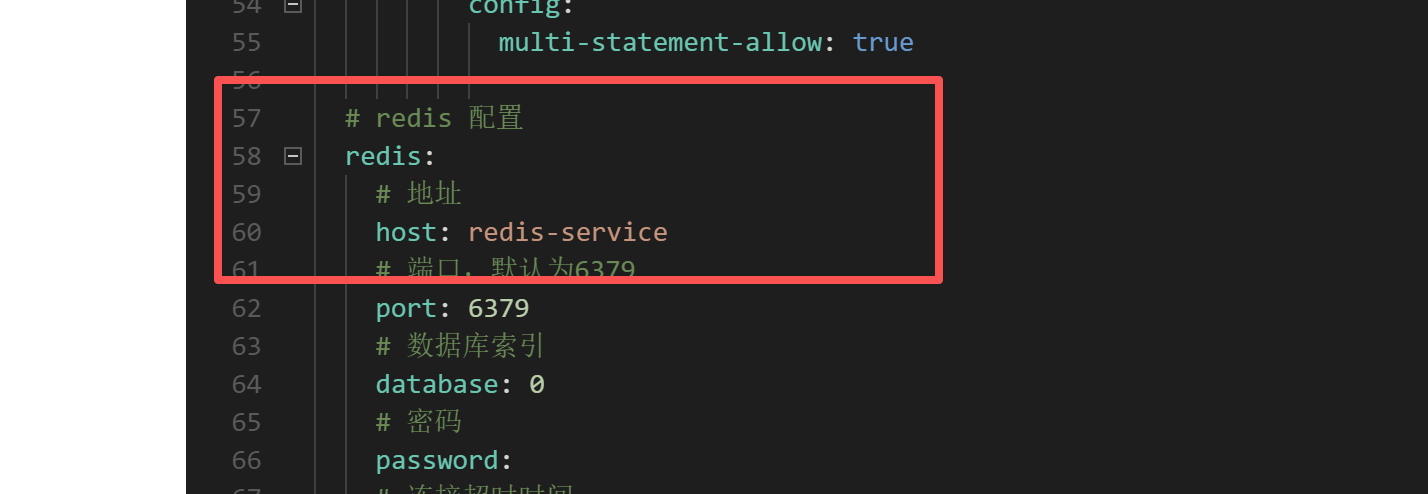 54 config:
55 multi-statement-allow: true
56
57 # redis 配置
58 redis:
59 # 地址
60 host: redis-service
61 # 端口，默认为6379
62 port: 6379
63 # 数据库索引
64 database: 0
65 # 密码
66 password:
67 # 连接超时时间